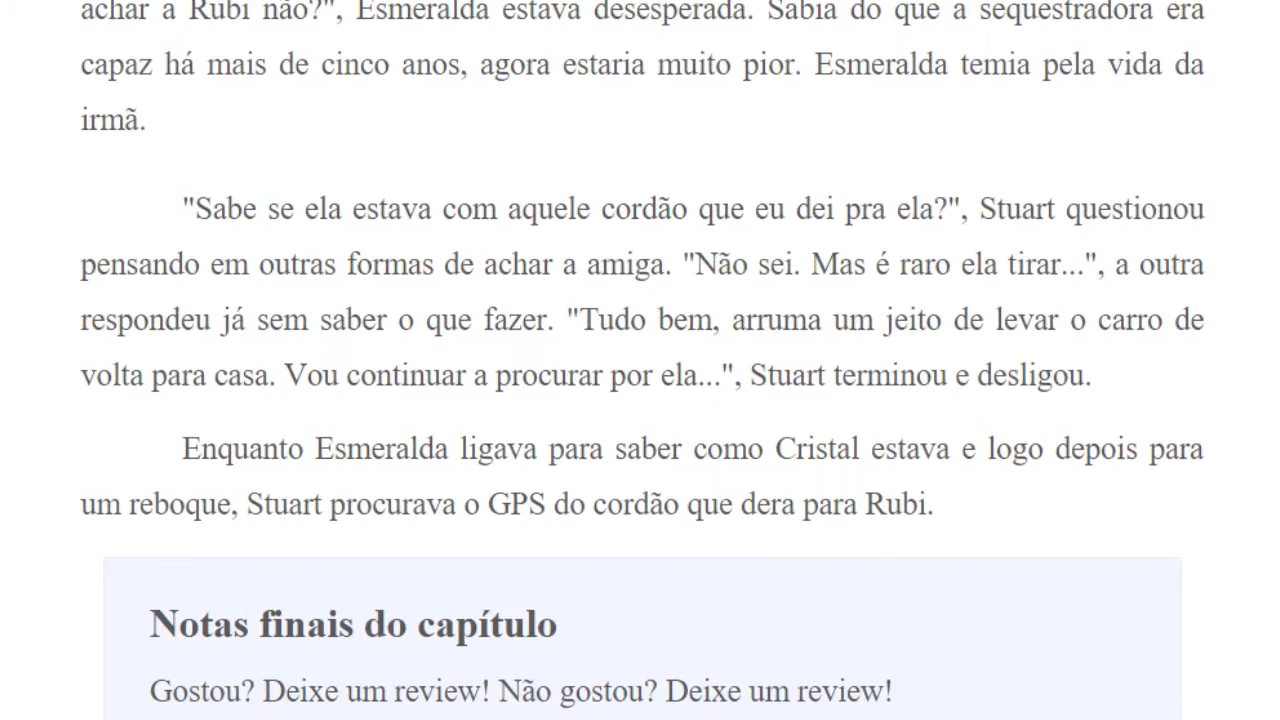 achar a Rubi não?", Esmeralda estava desesperada. Sabia do que a sequestradora era
capaz há mais de cinco anos, agora estaria muito pior. Esmeralda temia pela vida da
irmã.
"Sabe se ela estava com aquele cordão que eu dei pra ela?", Stuart questionou
pensando em outras formas de achar a amiga. "Não sei. Mas é raro ela tirar...", a outra
respondeu já sem saber o que fazer. "Tudo bem, arruma um jeito de levar o carro de
volta para casa. Vou continuar a procurar por ela...", Stuart terminou e desligou.
Enquanto Esmeralda ligava para saber como Cristal estava e logo depois para
um reboque, Stuart procurava o GPS do cordão que dera para Rubi.
Notas finais do capítulo
Gostou? Deixe um review! Não gostou? Deixe um review!